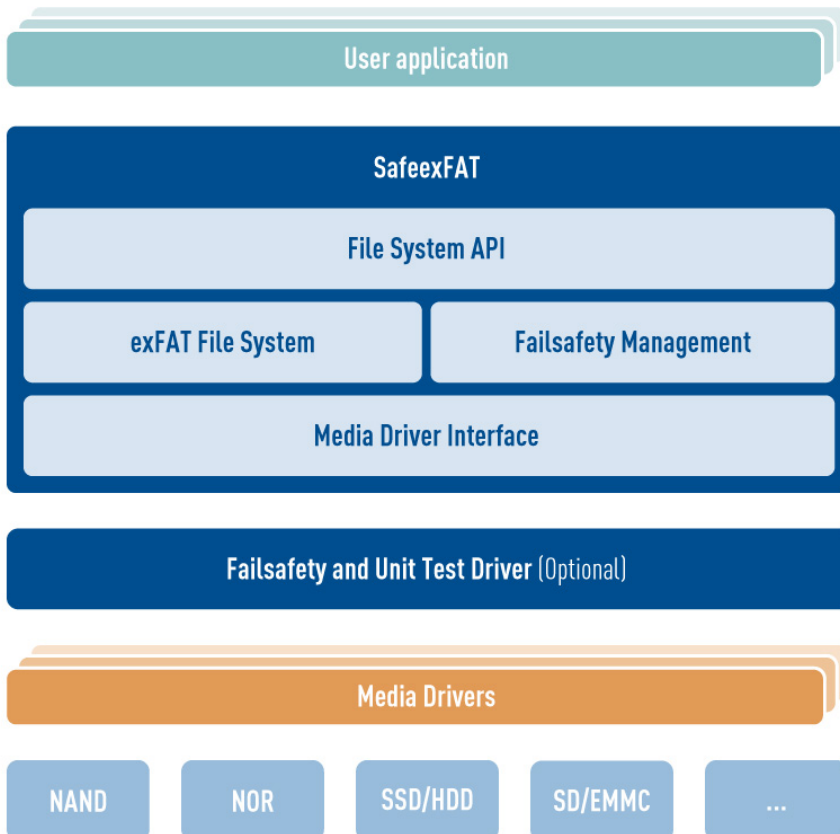 User application
SafeexFAT
File System API
exFAT File System
Failsafety Management
Media Driver Interface
Failsafety and Unit Test Driver (Optional)
Media Drivers
NAND
NOR
SSD/HDD
SD/EMMC
...